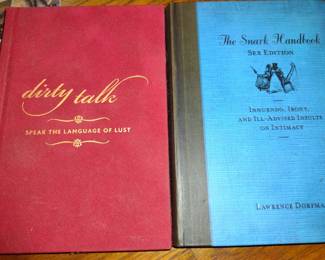 dirty talk
SPEAK THE LANGUAGE OF LUST
The Snark Handbook
SEX EDITION
INNUENDO, IRONY,
AND ILL-ADVISED INSULTS
ON INTIMACY
LAWRENCE DORFMA